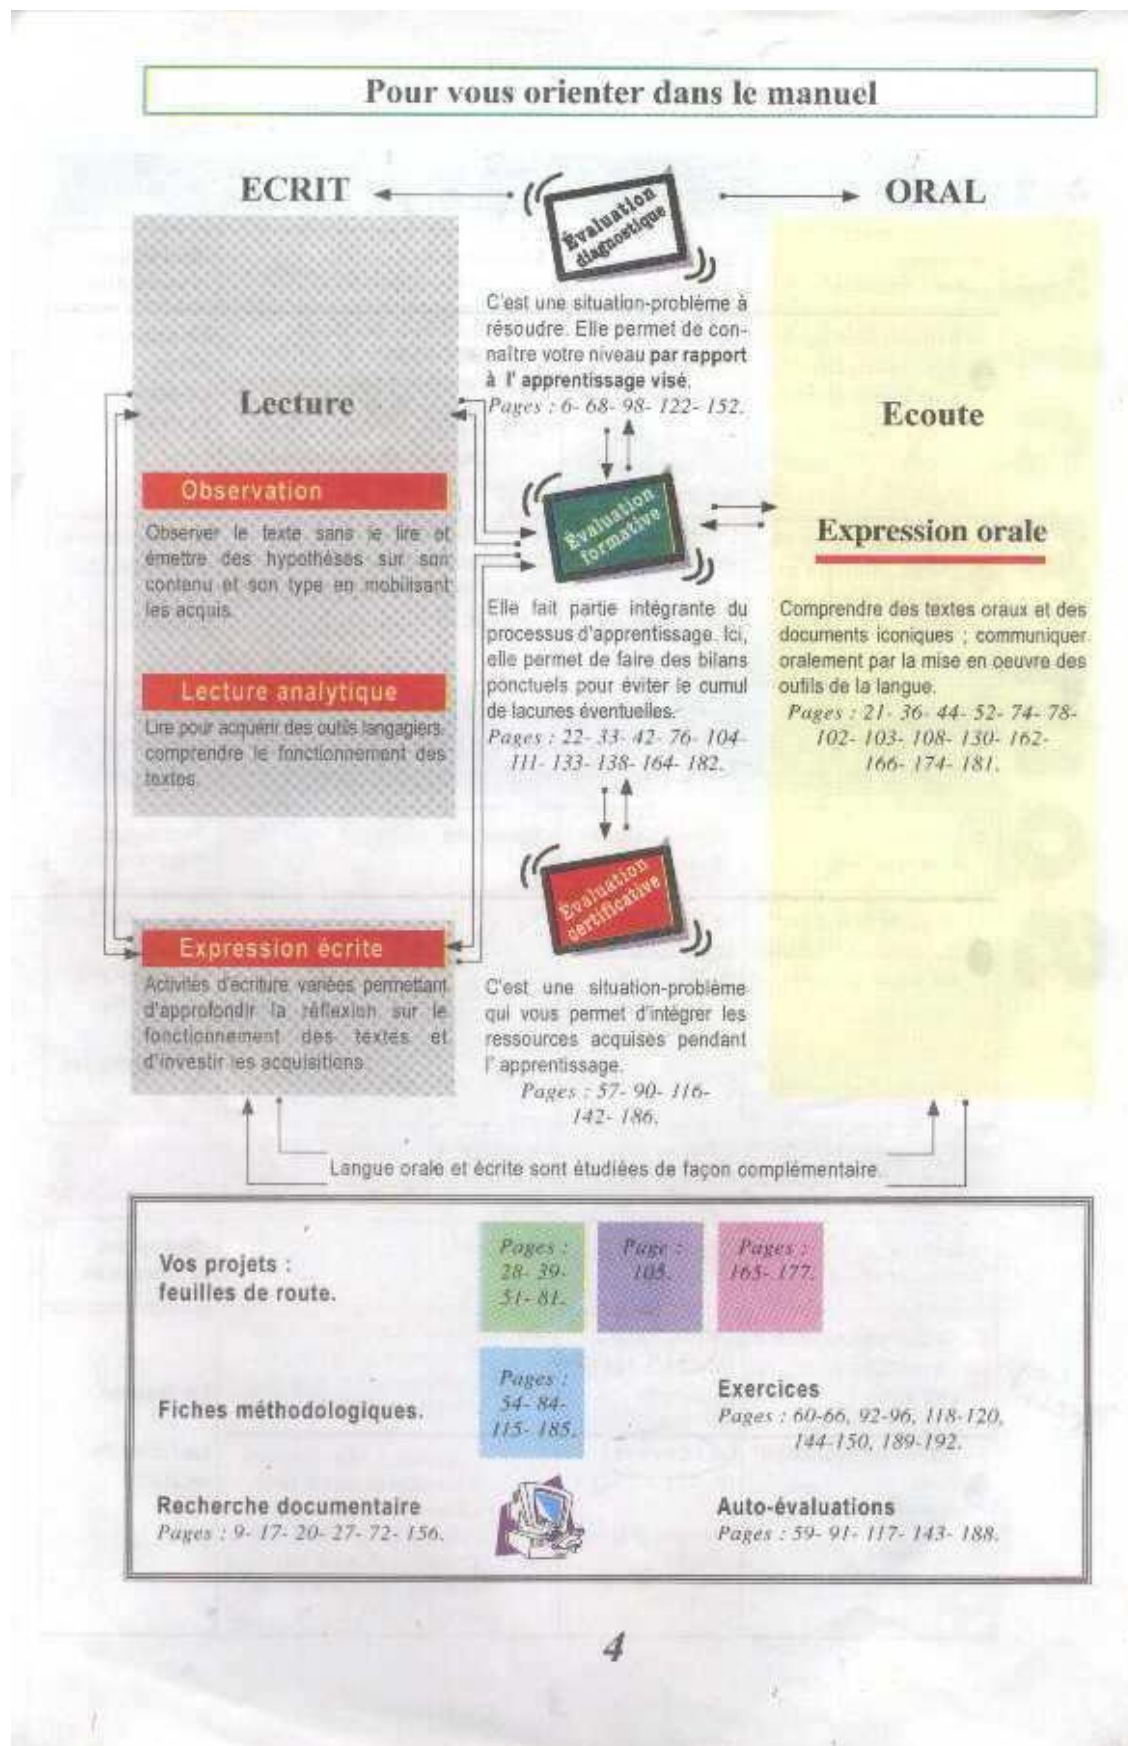 Pour vous orienter dans le manuel
ECRIT
Évaluation
diagnostique
ORAL
C'est une situation-problème à
résoudre. Elle permet de con-
naître votre niveau par rapport
à l' apprentissage visé.
Pages : 6- 68- 98- 122- 152.
Lecture
Observation
Observer le texte sans le lire et
émettre des hypothèses sur son
contenu et son type en mobilisant
les acquis.
Lecture analytique
Lire pour acquérir des outils langagiers,
comprendre le fonctionnement des
textes.
Expression écrite
Activités d'écriture variées permettant
d'approfondir la réflexion sur le
fonctionnement des textes et
d'investir les acquisitions.
Évaluation
formative
Elle fait partie intégrante du
processus d'apprentissage. Ici,
elle permet de faire des bilans
ponctuels pour éviter le cumul
de lacunes éventuelles.
Pages : 22- 33- 42- 76- 104-
111- 133- 138- 164- 182.
Évaluation
certificative
C'est une situation-problème
qui vous permet d'intégrer les
ressources acquises pendant
l' apprentissage.
Pages : 57- 90- 116-
142- 186.
Ecoute
Expression orale
Comprendre des textes oraux et des
documents iconiques ; communiquer
oralement par la mise en oeuvre des
outils de la langue.
Pages : 21- 36- 44- 52- 74- 78-
102- 103- 108- 130- 162-
166- 174- 181.
Langue orale et écrite sont étudiées de façon complémentaire.
Vos projets :
feuilles de route.
Pages :
28- 39-
51- 81.
Page :
105.
Pages :
165- 177.
Fiches méthodologiques.
Pages :
54- 84-
115- 185.
Exercices
Pages : 60-66, 92-96, 118-120,
144-150, 189-192.
Recherche documentaire
Pages : 9- 17- 20- 27- 72- 156.
Auto-évaluations
Pages : 59- 91- 117- 143- 188.
4